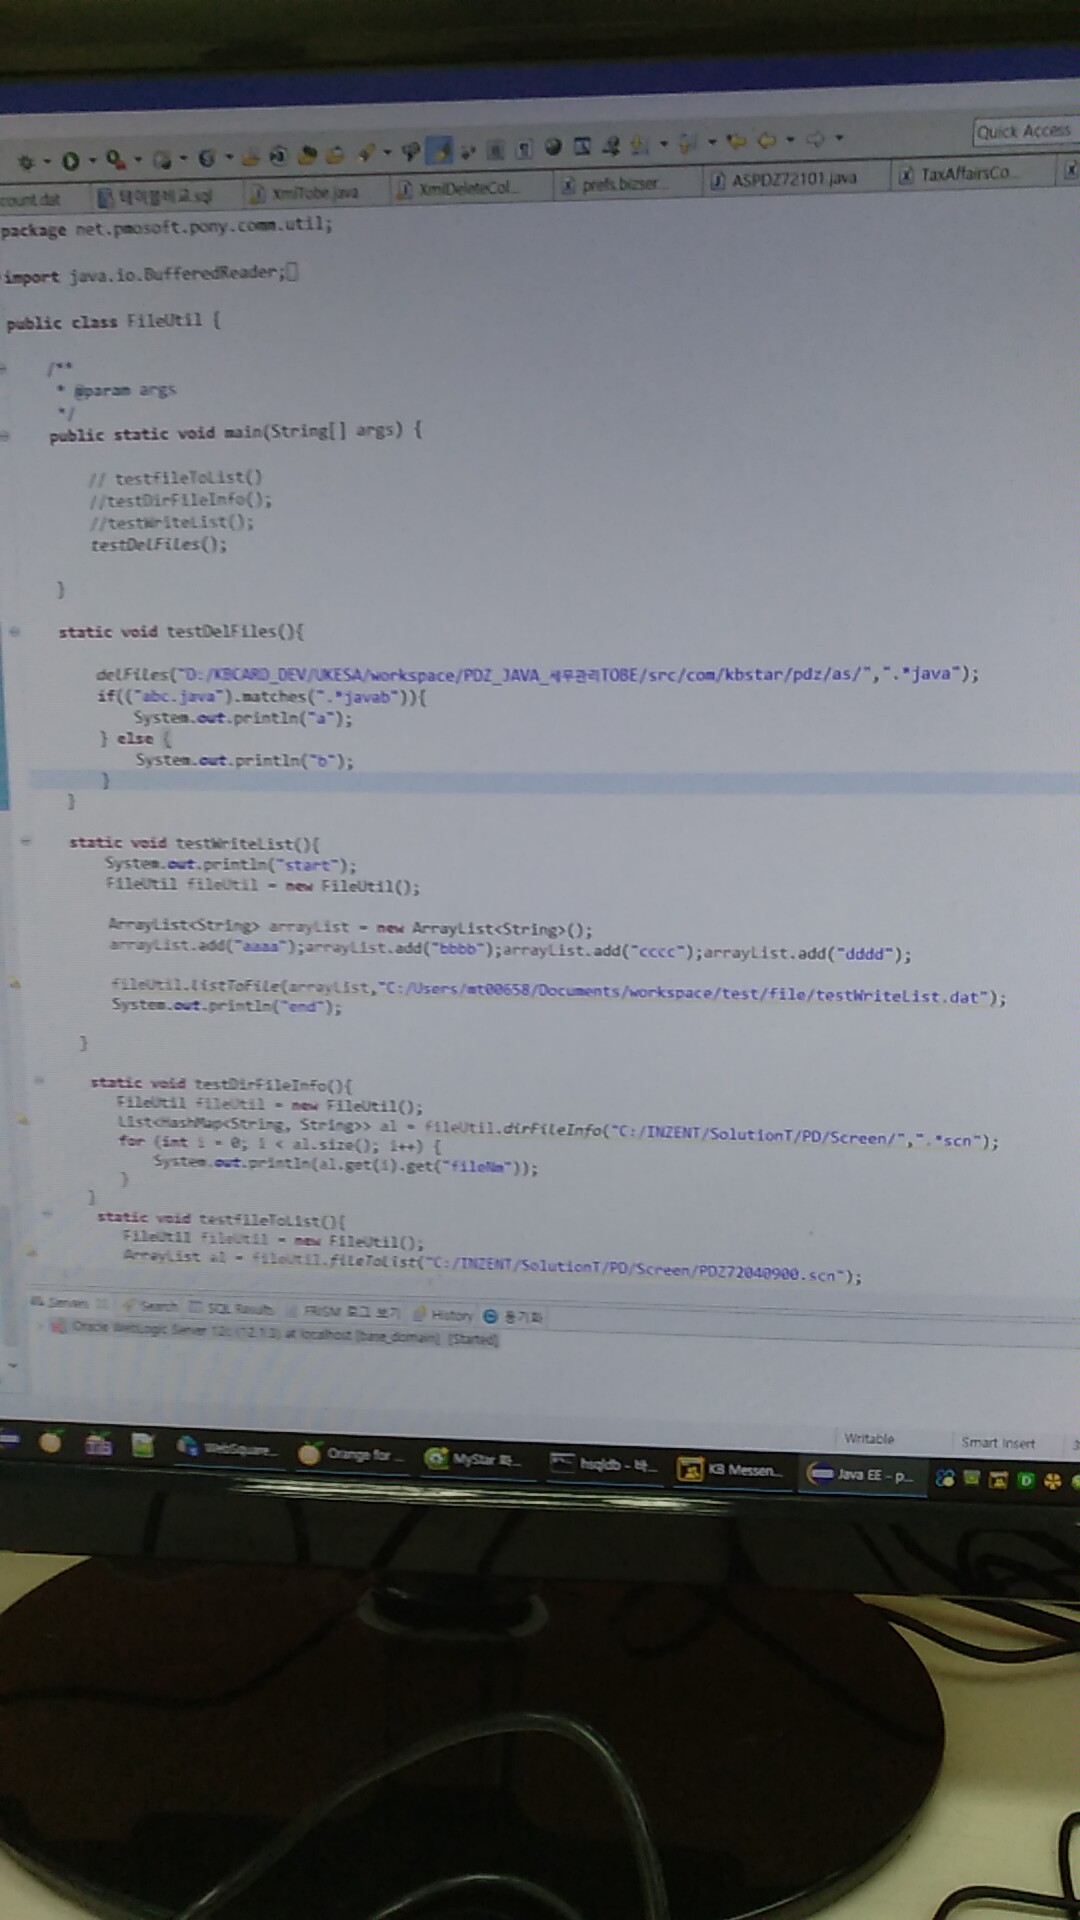 Quick Access
count.dat 테이블비교.sql XmlTobe.java XmlDeleteCol... prefs.bizser... ASPDZ72101.java TaxAffairsCo...
package net.pmosoft.pony.comm.util;
import java.io.BufferedReader;
public class FileUtil {
/**
* @param args
*/
public static void main(String[] args) {
// testfileToList()
//testDirFileInfo();
//testWriteList();
testDelFiles();
}
static void testDelFiles(){
delFiles("D:/KBCARD_DEV/UKESA/workspace/PDZ_JAVA_세무관리TOBE/src/com/kbstar/pdz/as/",".*java");
if(("abc.java").matches(".*javab")){
System.out.println("a");
} else {
System.out.println("b");
}
}
static void testWriteList(){
System.out.println("start");
FileUtil fileUtil = new FileUtil();
ArrayList<String> arrayList = new ArrayList<String>();
arrayList.add("aaaa");arrayList.add("bbbb");arrayList.add("cccc");arrayList.add("dddd");
fileUtil.listToFile(arrayList,"C:/Users/mt00658/Documents/workspace/test/file/testWriteList.dat");
System.out.println("end");
}
static void testDirFileInfo(){
FileUtil fileUtil = new FileUtil();
List<HashMap<String, String>> al = fileUtil.dirFileInfo("C:/INZENT/SolutionT/PD/Screen/",".*scn");
for (int i = 0; i < al.size(); i++) {
System.out.println(al.get(i).get("fileNm"));
}
}
static void testfileToList(){
FileUtil fileUtil = new FileUtil();
ArrayList al = fileUtil.fileToList("C:/INZENT/SolutionT/PD/Screen/PDZ72040900.scn");
Servers Search SQL Results PRISM 로그 보기 History 동기화
Oracle WebLogic Server 12c (12.1.3) at localhost [base_domain] [Started]
Writable Smart Insert
WebSquare... Orange for ... MyStar 화... hsqldb - 바... KB Messen... Java EE - p...